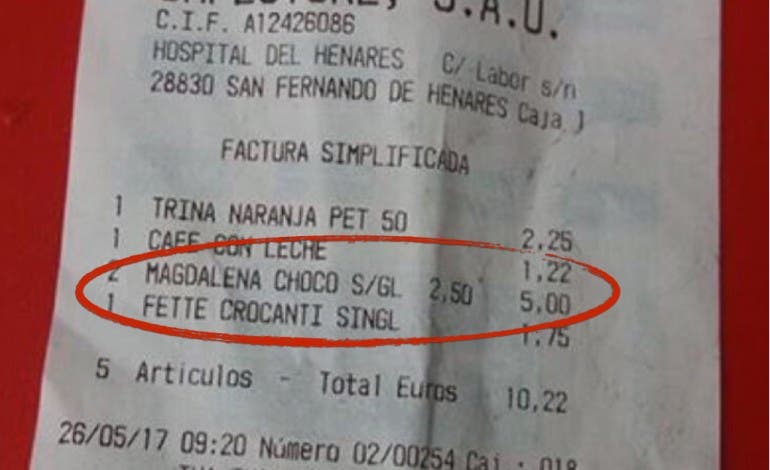 S.A.U.
C.I.F. A12426086
HOSPITAL DEL HENARES C/ Labor s/n
28830 SAN FERNANDO DE HENARES Caja 1
FACTURA SIMPLIFICADA
1 TRINA NARANJA PET 50 2,25
1 CAFE CON LECHE 1,22
2 MAGDALENA CHOCO S/GL 2,50 5,00
1 FETTE CROCANTI SINGL 1,75
5 Articulos - Total Euros 10,22
26/05/17 09:20 Número 02/00254 Caj : 018